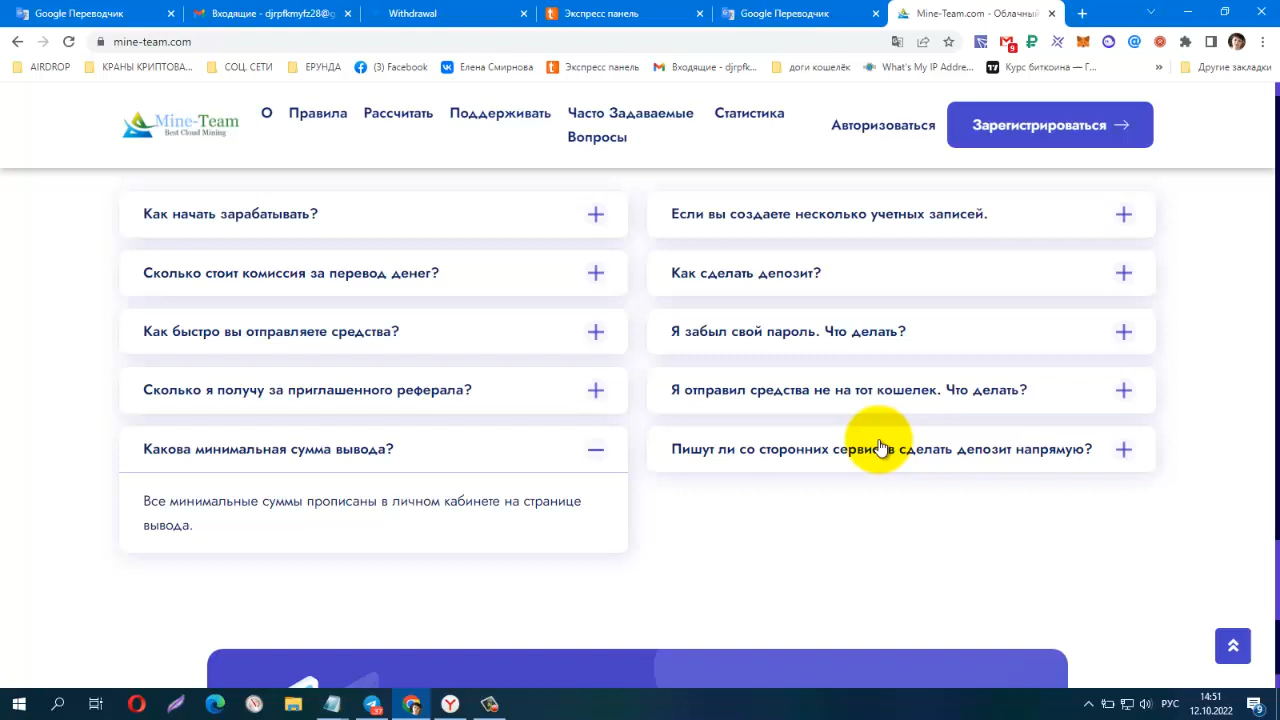 Google Переводчик
Входящие - djrpfkmyfz28@g
Withdrawal
Экспресс панель
Google Переводчик
Mine-Team.com - Облачный
mine-team.com
9
AIRDROP
КРАНЫ КРИПТОВА...
СОЦ. СЕТИ
ЕРУНДА
(3) Facebook
Елена Смирнова
Экспресс панель
Входящие - djrpfk...
доги кошелёк
What's My IP Addre...
Курс биткоина — Г...
»
Другие закладки
Mine-Team
Best Cloud Mining
О
Правила
Рассчитать
Поддерживать
Часто Задаваемые
Вопросы
Статистика
Авторизоваться
Зарегистрироваться
Как начать зарабатывать?
Если вы создаете несколько учетных записей.
Сколько стоит комиссия за перевод денег?
Как сделать депозит?
Как быстро вы отправляете средства?
Я забыл свой пароль. Что делать?
Сколько я получу за приглашенного реферала?
Я отправил средства не на тот кошелек. Что делать?
Какова минимальная сумма вывода?
Пишут ли со сторонних сервисов сделать депозит напрямую?
Все минимальные суммы прописаны в личном кабинете на странице
вывода.
РУС
14:51
12.10.2022
9